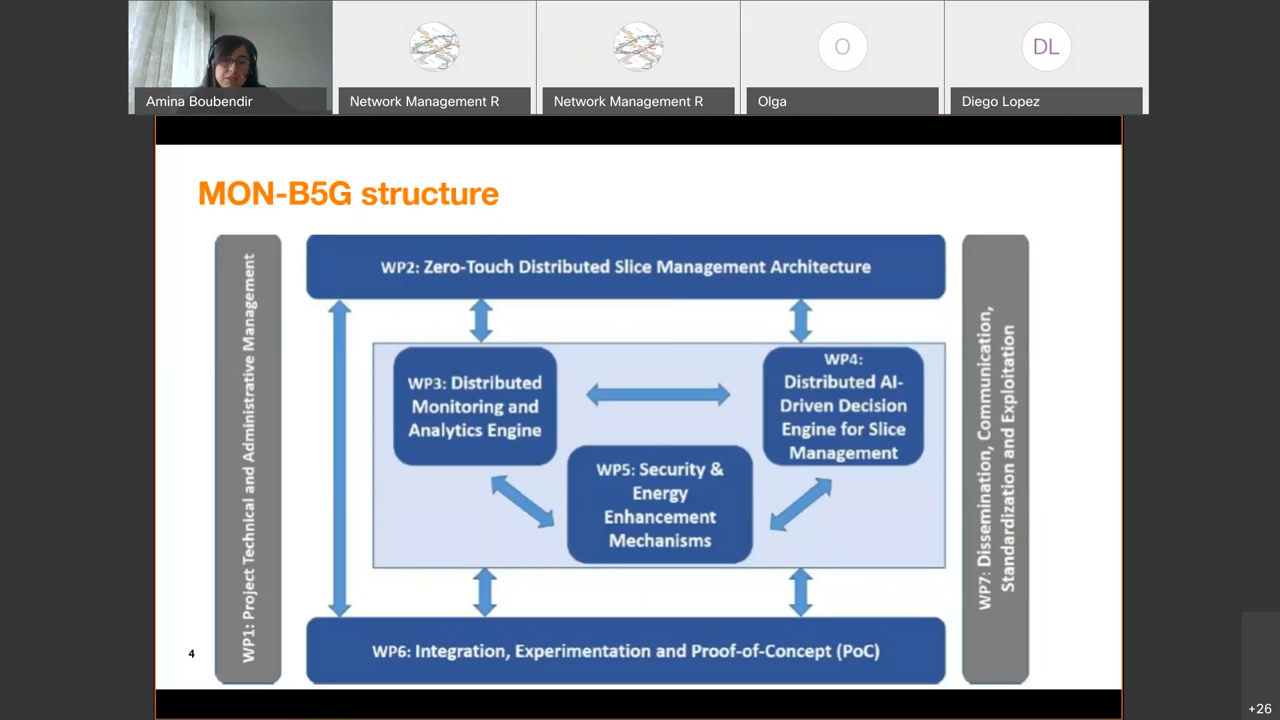 Amina Boubendir
Network Management R
Network Management R
O
Olga
DL
Diego Lopez
MON-B5G structure
WP1: Project Technical and Administrative Management
WP2: Zero-Touch Distributed Slice Management Architecture
WP3: Distributed
Monitoring and
Analytics Engine
WP4:
Distributed AI-
Driven Decision
Engine for Slice
Management
WP5: Security &
Energy
Enhancement
Mechanisms
WP6: Integration, Experimentation and Proof-of-Concept (PoC)
WP7: Dissemination, Communication,
Standardization and Exploitation
4
+26